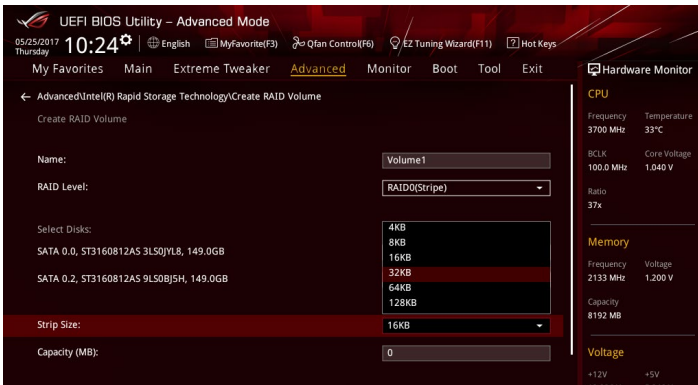 UEFI BIOS Utility – Advanced Mode
05/25/2017
Thursday
10:24
English
MyFavorite(F3)
Qfan Control(F6)
EZ Tuning Wizard(F11)
? Hot Keys
My Favorites Main Extreme Tweaker Advanced Monitor Boot Tool Exit
Hardware Monitor
← Advanced\Intel(R) Rapid Storage Technology\Create RAID Volume
Create RAID Volume
Name: Volume1
RAID Level: RAID0(Stripe)
Select Disks:
SATA 0.0, ST3160812AS 3LS0JYL8, 149.0GB
SATA 0.2, ST3160812AS 9LS0BJ5H, 149.0GB
4KB
8KB
16KB
32KB
64KB
128KB
Strip Size: 16KB
Capacity (MB): 0
CPU
Frequency Temperature
3700 MHz 33°C
BCLK Core Voltage
100.0 MHz 1.040 V
Ratio
37x
Memory
Frequency Voltage
2133 MHz 1.200 V
Capacity
8192 MB
Voltage
+12V +5V